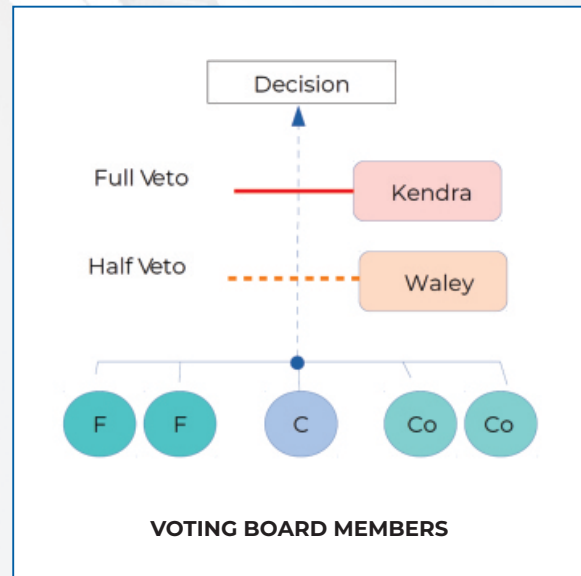 Decision
Full Veto
Kendra
Half Veto
Waley
F F C Co Co
VOTING BOARD MEMBERS